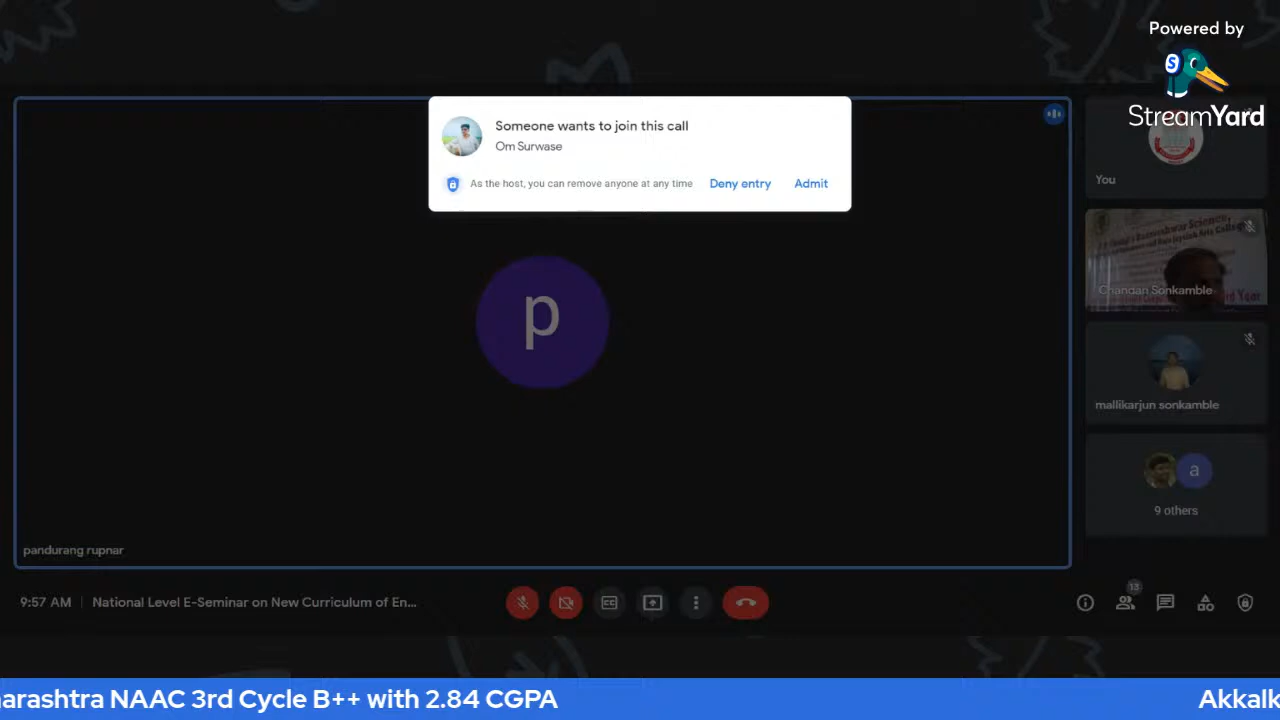 Powered by
StreamYard
Someone wants to join this call
Om Surwase
As the host, you can remove anyone at any time
Deny entry
Admit
You
Chandan Sonkamble
mallikarjun sonkamble
p
a
9 others
pandurang rupnar
9:57 AM | National Level E-Seminar on New Curriculum of En...
CC
13
arashtra NAAC 3rd Cycle B++ with 2.84 CGPA
Akkalk